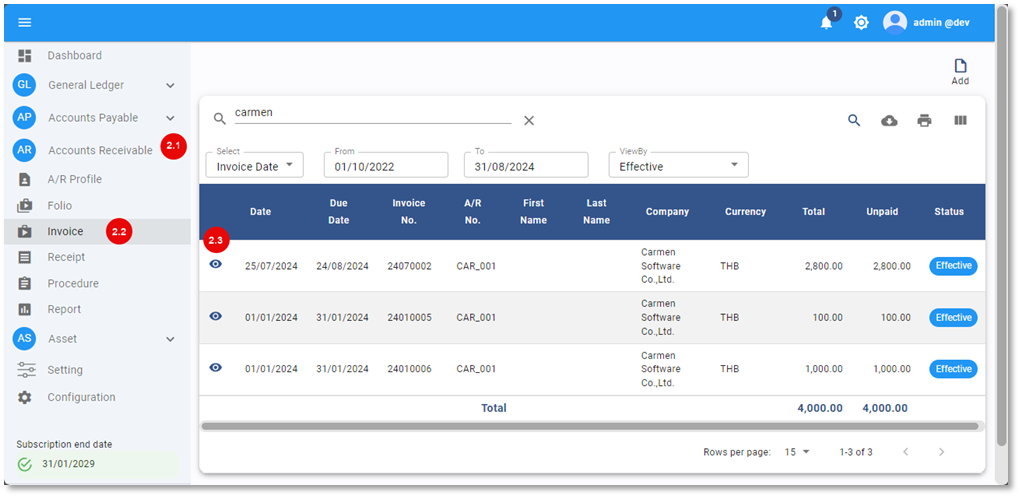 1
admin @dev
Dashboard
GL General Ledger
AP Accounts Payable
AR Accounts Receivable 2.1
A/R Profile
Folio
Invoice 2.2
Receipt
Procedure
Report
AS Asset
Setting
Configuration
Subscription end date
31/01/2029
Add
carmen
Select From To ViewBy
Invoice Date 01/10/2022 31/08/2024 Effective
Date Due Date Invoice No. A/R No. First Name Last Name Company Currency Total Unpaid Status
2.3
25/07/2024 24/08/2024 24070002 CAR_001 Carmen Software Co.,Ltd. THB 2,800.00 2,800.00 Effective
01/01/2024 31/01/2024 24010005 CAR_001 Carmen Software Co.,Ltd. THB 100.00 100.00 Effective
01/01/2024 31/01/2024 24010006 CAR_001 Carmen Software Co.,Ltd. THB 1,000.00 1,000.00 Effective
Total 4,000.00 4,000.00
Rows per page: 15 1-3 of 3